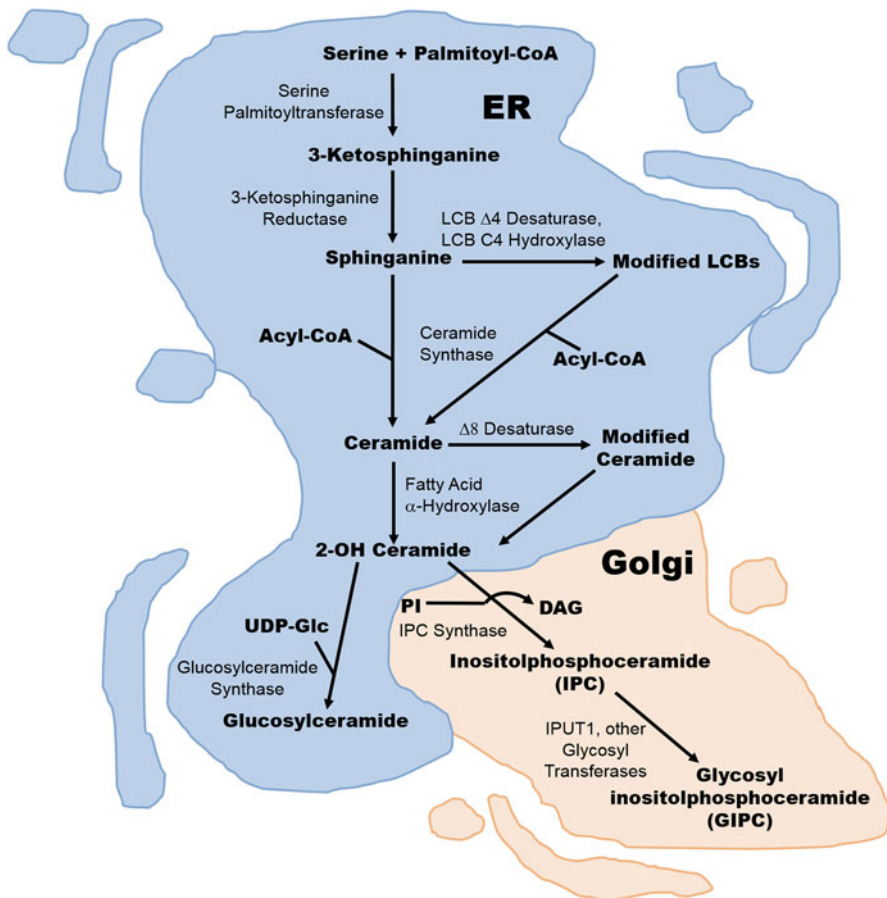 Serine + Palmitoyl-CoA
Serine
Palmitoyltransferase
ER
3-Ketosphinganine
3-Ketosphinganine
Reductase
LCB Δ4 Desaturase,
LCB C4 Hydroxylase
Sphinganine
Modified LCBs
Acyl-CoA
Ceramide
Synthase
Acyl-CoA
Ceramide
Δ8 Desaturase
Modified
Ceramide
Fatty Acid
α-Hydroxylase
2-OH Ceramide
Golgi
PI
DAG
UDP-Glc
IPC Synthase
Glucosylceramide
Synthase
Inositolphosphoceramide
(IPC)
Glucosylceramide
IPUT1, other
Glycosyl
Transferases
Glycosyl
inositolphosphoceramide
(GIPC)